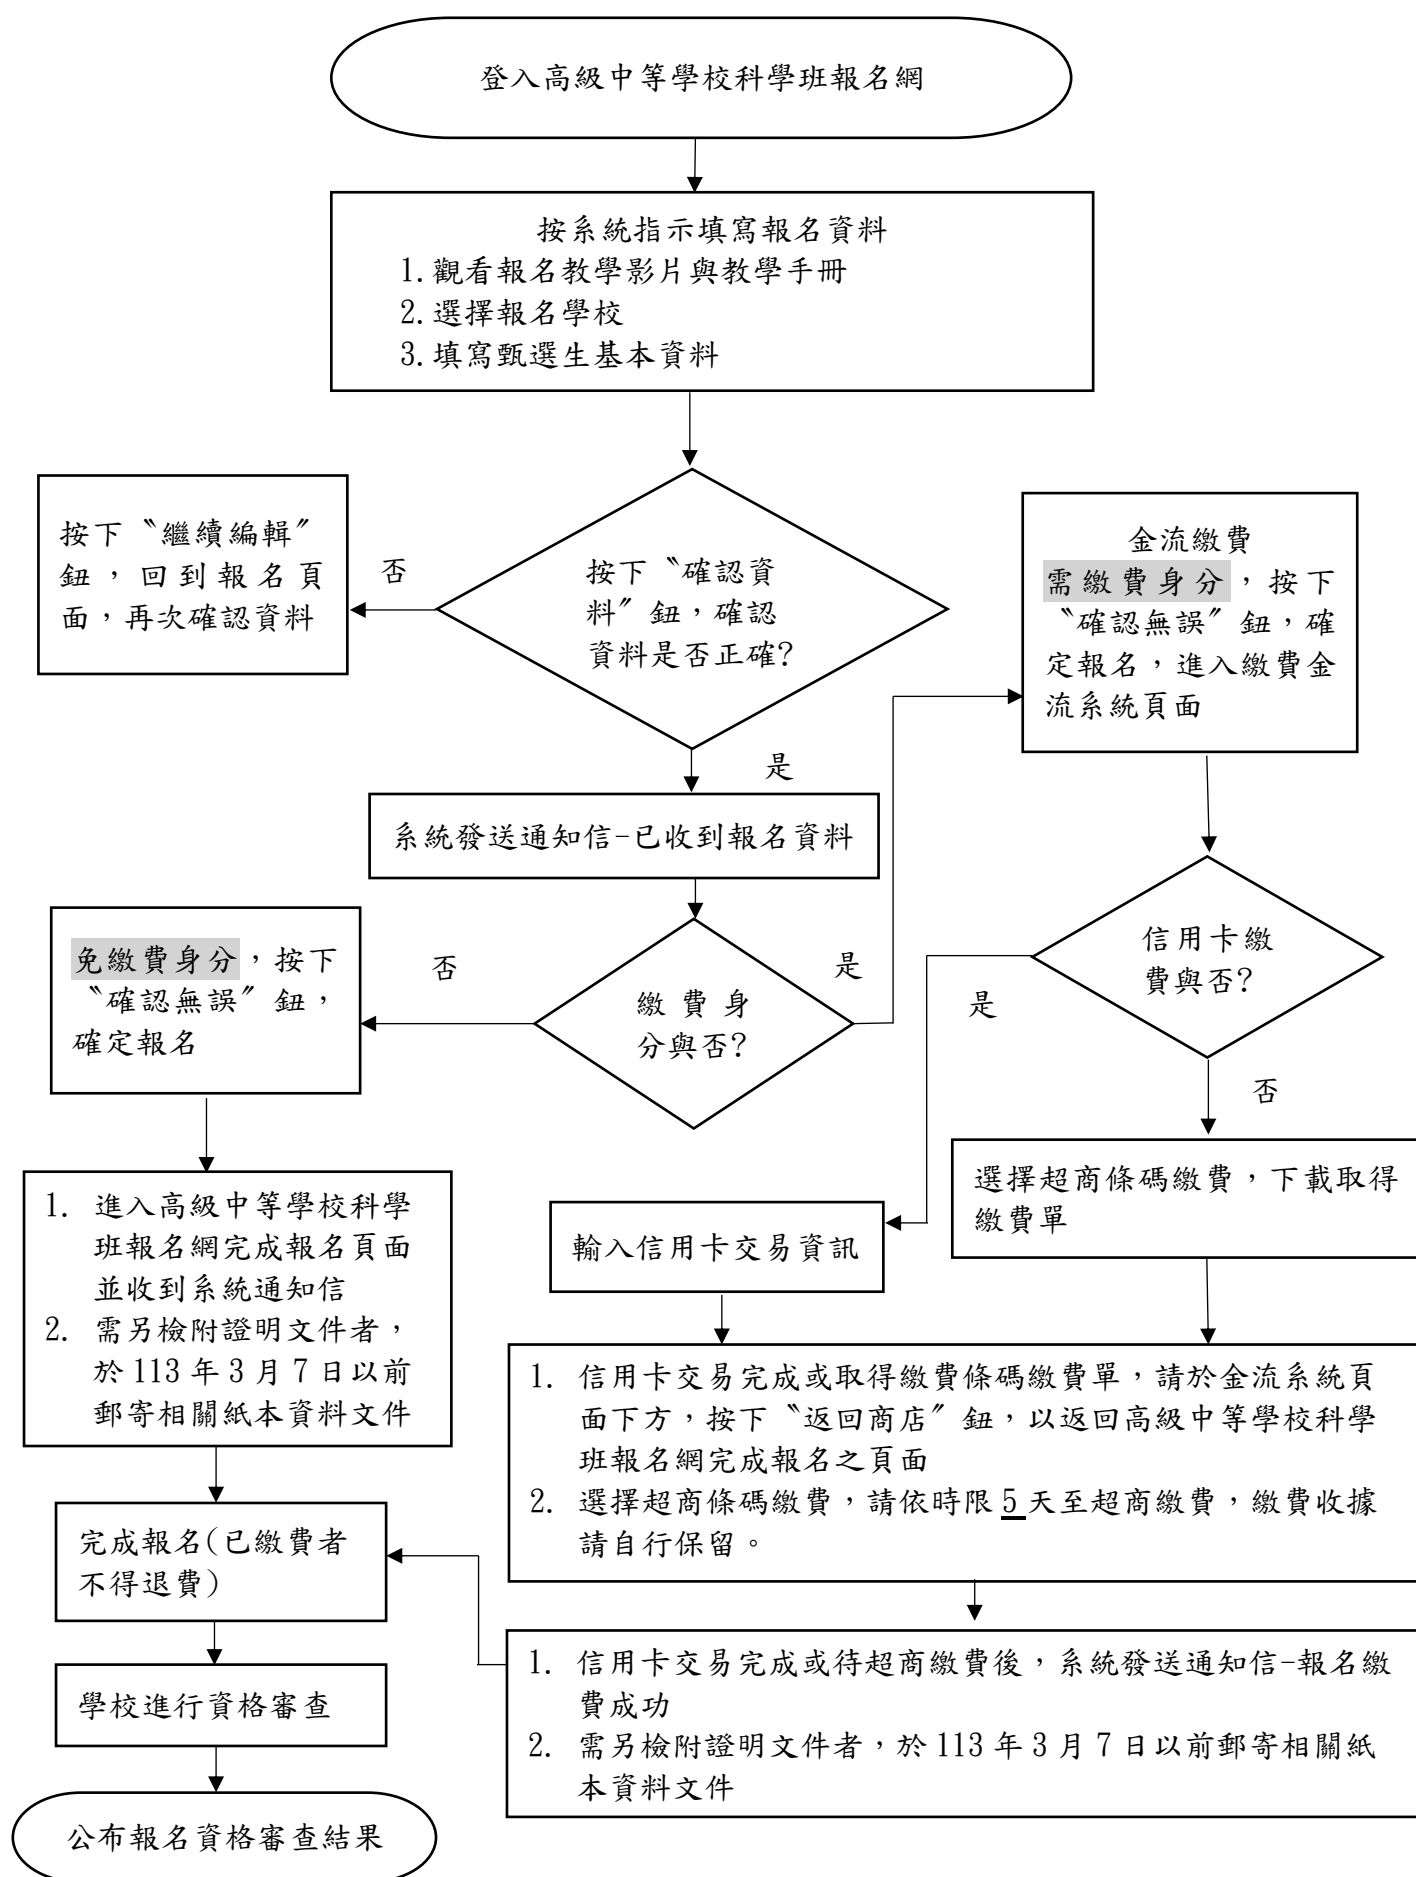 登入高級中等學校科學班報名網
按系統指示填寫報名資料
1.觀看報名教學影片與教學手冊
2.選擇報名學校
3.填寫甄選生基本資料
按下〝繼續編輯〞
鈕，回到報名頁
面，再次確認資料
否
按下〝確認資
料〞鈕，確認
資料是否正確?
金流繳費
需繳費身分，按下
〝確認無誤〞鈕，確
定報名，進入繳費金
流系統頁面
是
系統發送通知信-已收到報名資料
免繳費身分，按下
〝確認無誤〞鈕，
確定報名
否
繳費身
分與否?
是
信用卡繳
費與否?
是
否
選擇超商條碼繳費，下載取得
繳費單
輸入信用卡交易資訊
1. 進入高級中等學校科學
班報名網完成報名頁面
並收到系統通知信
2. 需另檢附證明文件者，
於113年3月7日以前
郵寄相關紙本資料文件
1. 信用卡交易完成或取得繳費條碼繳費單，請於金流系統頁
面下方，按下〝返回商店〞鈕，以返回高級中等學校科學
班報名網完成報名之頁面
2. 選擇超商條碼繳費，請依時限5天至超商繳費，繳費收據
請自行保留。
完成報名(已繳費者
不得退費)
1. 信用卡交易完成或待超商繳費後，系統發送通知信-報名繳
費成功
2. 需另檢附證明文件者，於113年3月7日以前郵寄相關紙
本資料文件
學校進行資格審查
公布報名資格審查結果